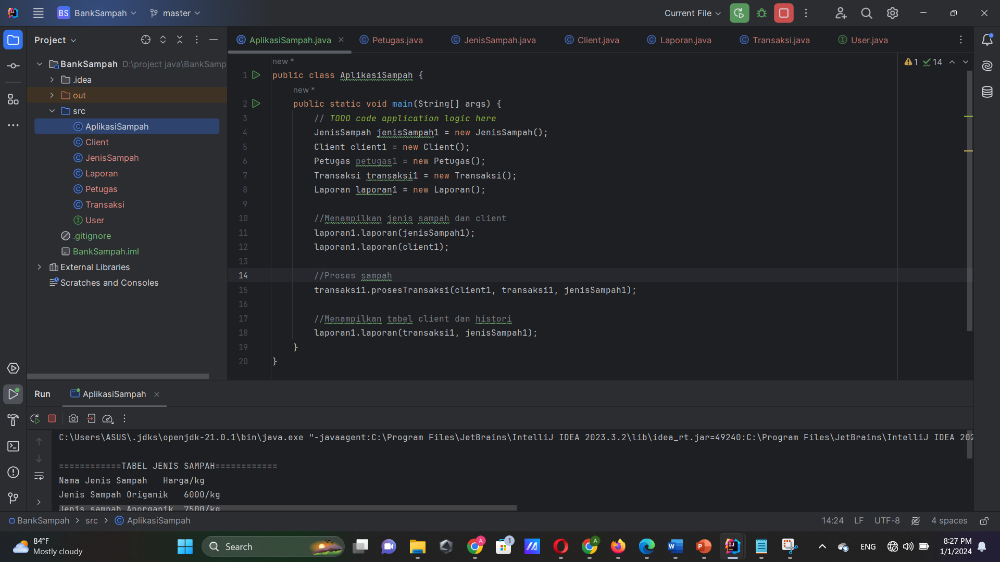 BS BankSampah master Current File
Project
AplikasiSampah.java Petugas.java JenisSampah.java Client.java Laporan.java Transaksi.java User.java
BankSampah D:\project java\BankSamp
.idea
out
src
AplikasiSampah
Client
JenisSampah
Laporan
Petugas
Transaksi
User
.gitignore
BankSampah.iml
External Libraries
Scratches and Consoles
1 14
new *
1 public class AplikasiSampah {
new *
2 public static void main(String[] args) {
3 // TODO code application logic here
4 JenisSampah jenisSampah1 = new JenisSampah();
5 Client client1 = new Client();
6 Petugas petugas1 = new Petugas();
7 Transaksi transaksi1 = new Transaksi();
8 Laporan laporan1 = new Laporan();
9
10 //Menampilkan jenis sampah dan client
11 laporan1.laporan(jenisSampah1);
12 laporan1.laporan(client1);
13
14 //Proses sampah
15 transaksi1.prosesTransaksi(client1, transaksi1, jenisSampah1);
16
17 //Menampilkan tabel client dan histori
18 laporan1.laporan(transaksi1, jenisSampah1);
19 }
20 }
Run AplikasiSampah
C:\Users\ASUS\.jdks\openjdk-21.0.1\bin\java.exe "-javaagent:C:\Program Files\JetBrains\IntelliJ IDEA 2023.3.2\lib\idea_rt.jar=49240:C:\Program Files\JetBrains\IntelliJ IDEA 202
============TABEL JENIS SAMPAH============
Nama Jenis Sampah Harga/kg
Jenis Sampah Origanik 6000/kg
Jenis sampah Anorganik 7500/kg
BankSampah > src > AplikasiSampah 14:24 LF UTF-8 4 spaces
84°F
Mostly cloudy
Search
ENG
8:27 PM
1/1/2024